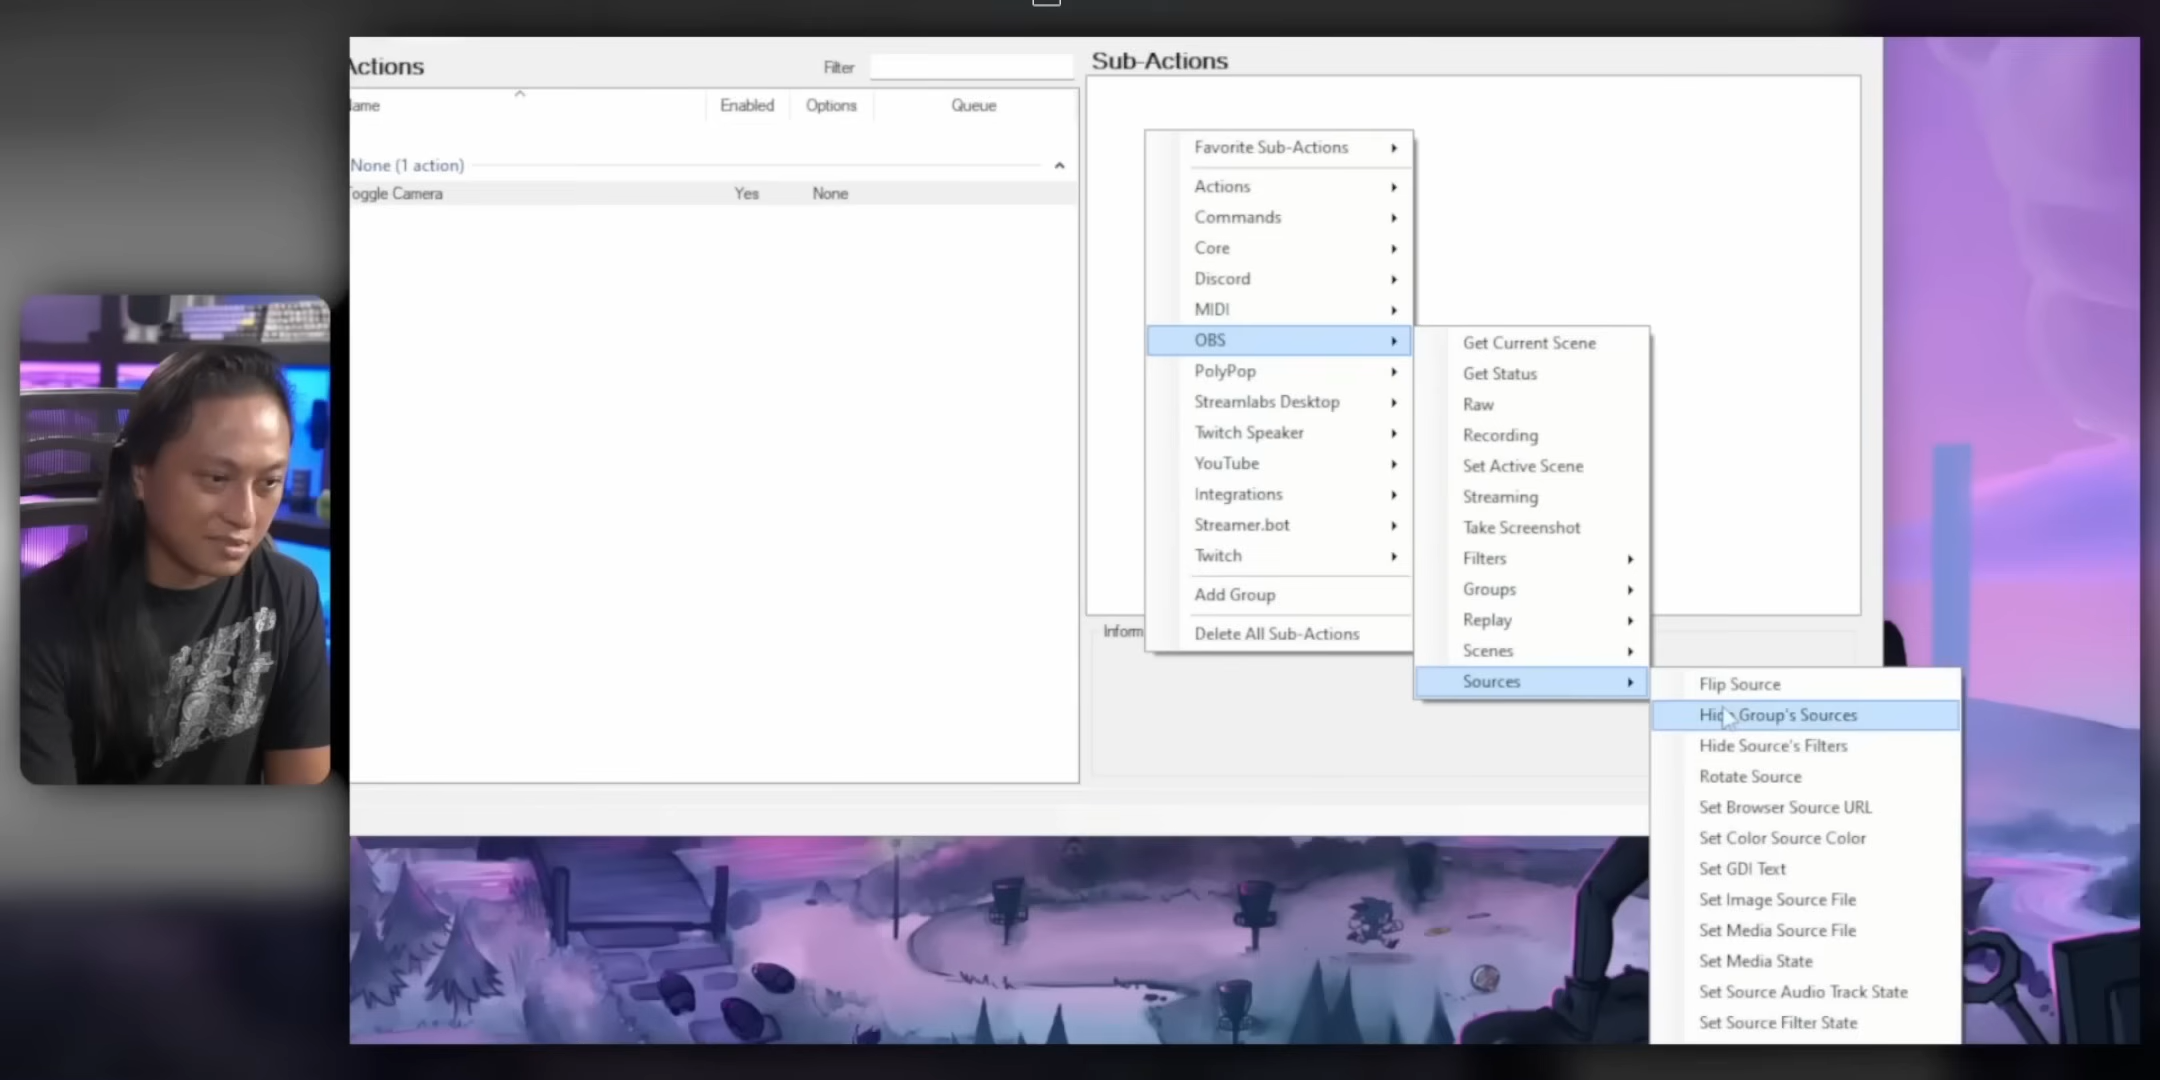 Actions
Filter
Sub-Actions
Name
Enabled
Options
Queue
None (1 action)
Toggle Camera
Yes
None
Favorite Sub-Actions
Actions
Commands
Core
Discord
MIDI
OBS
PolyPop
Streamlabs Desktop
Twitch Speaker
YouTube
Integrations
Streamer.bot
Twitch
Add Group
Delete All Sub-Actions
Inform
Get Current Scene
Get Status
Raw
Recording
Set Active Scene
Streaming
Take Screenshot
Filters
Groups
Replay
Scenes
Sources
Flip Source
Hide Group's Sources
Hide Source's Filters
Rotate Source
Set Browser Source URL
Set Color Source Color
Set GDI Text
Set Image Source File
Set Media Source File
Set Media State
Set Source Audio Track State
Set Source Filter State